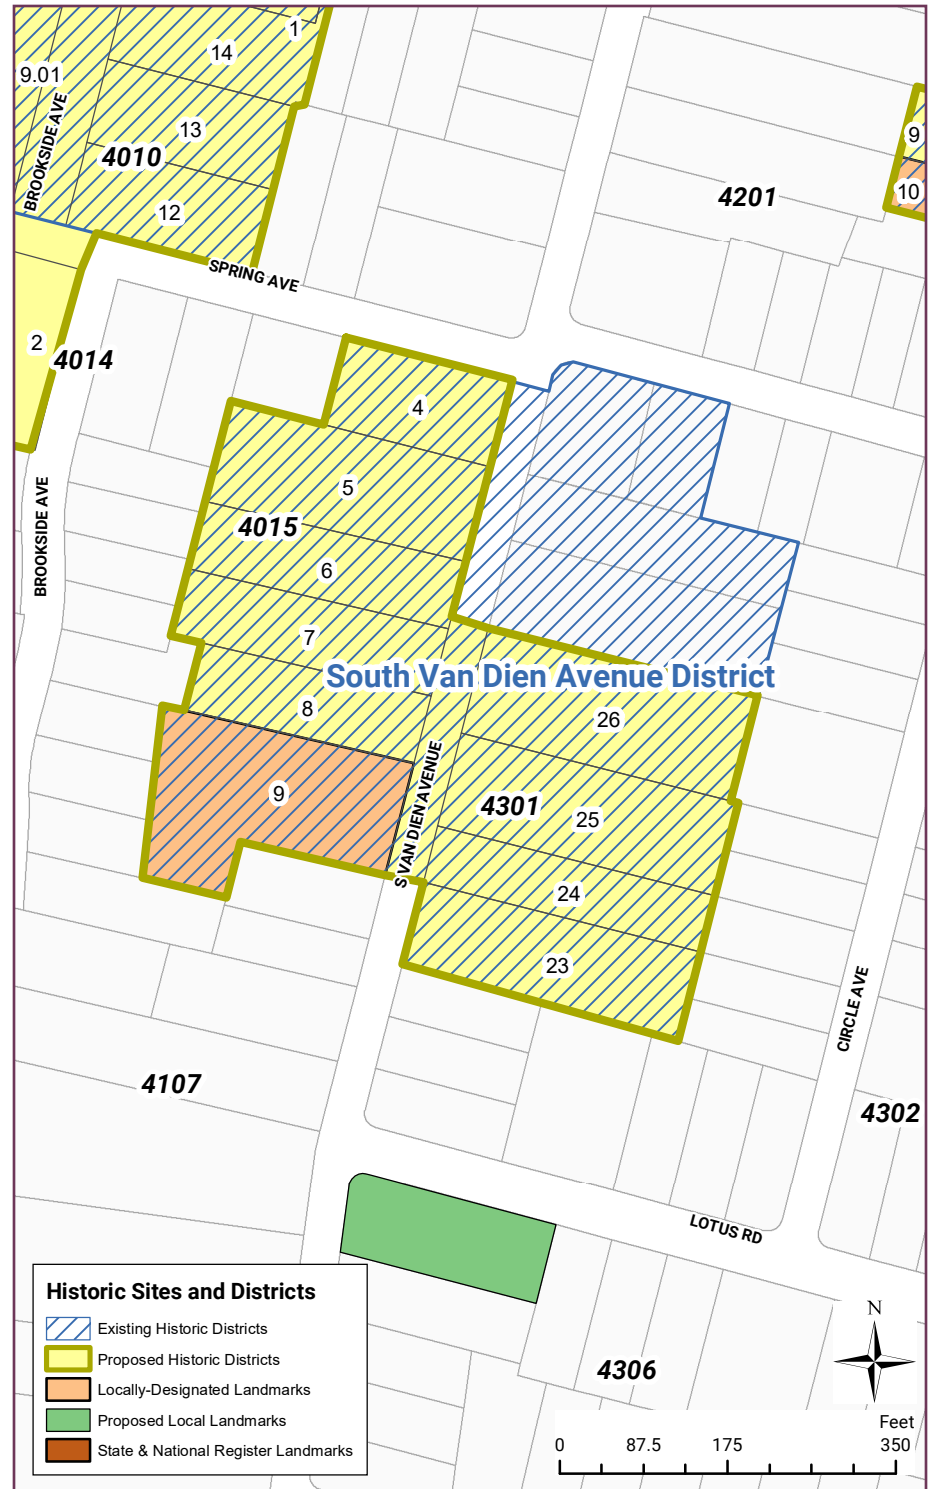 1
14
9.01
BROOKSIDE AVE
13
4010
12
9
10
4201
SPRING AVE
2
4014
4
5
4015
6
7
BROOKSIDE AVE
South Van Dien Avenue District
8
26
9
4301
25
S VAN DIEN AVENUE
24
23
CIRCLE AVE
4107
4302
LOTUS RD
4306
Historic Sites and Districts
Existing Historic Districts
Proposed Historic Districts
Locally-Designated Landmarks
Proposed Local Landmarks
State & National Register Landmarks
N
Feet
0 87.5 175 350